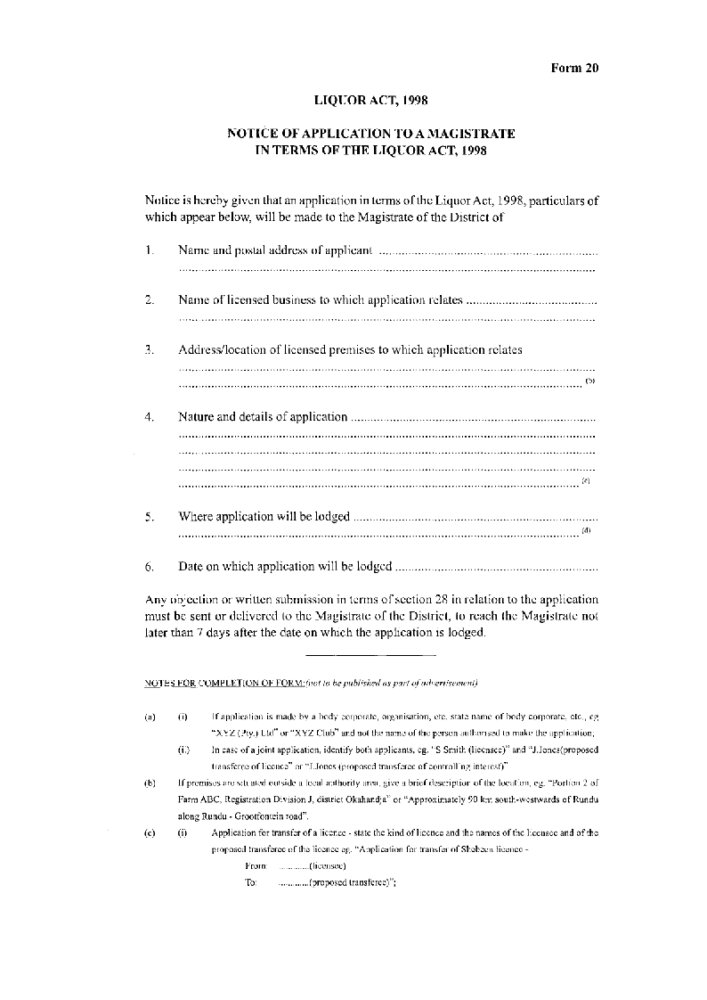 Form 20
LIQUOR ACT, 1998
NOTICE OF APPLICATION TO A MAGISTRATE
IN TERMS OF THE LIQUOR ACT, 1998
Notice is hereby given that an application in terms of the Liquor Act, 1998, particulars of
which appear below, will be made to the Magistrate of the District of
1. Name and postal address of applicant ....................................................................
................................................................................................................................
2. Name of licensed business to which application relates ........................................
................................................................................................................................
3. Address/location of licensed premises to which application relates
................................................................................................................................
............................................................................................................................ (b)
4. Nature and details of application ............................................................................
................................................................................................................................
................................................................................................................................
................................................................................................................................
........................................................................................................................... (c)
5. Where application will be lodged ...........................................................................
........................................................................................................................... (d)
6. Date on which application will be lodged ..............................................................
Any objection or written submission in terms of section 28 in relation to the application
must be sent or delivered to the Magistrate of the District, to reach the Magistrate not
later than 7 days after the date on which the application is lodged.
NOTES FOR COMPLETION OF FORM:(not to be published as part of advertisement)
(a) (i) If application is made by a body corporate, organisation, etc. state name of body corporate, etc., eg
"XYZ (Pty.) Ltd" or "XYZ Club" and not the name of the person authorised to make the application;
(ii) In case of a joint application, identify both applicants, eg. "S Smith (licensee)" and "J.Jones(proposed
transferee of licence" or "J.Jones (proposed transferee of controlling interest)"
(b) If premises are situated outside a local authority area, give a brief description of the location, eg. "Portion 2 of
Farm ABC, Registration Division J, district Okahandja" or "Approximately 90 km south-westwards of Rundu
along Rundu - Grootfontein road".
(c) (i) Application for transfer of a licence - state the kind of licence and the names of the licensee and of the
proposed transferee of the licence eg. "Application for transfer of Shebeen licence -
From: ............(licensee)
To: ............(proposed transferee)";